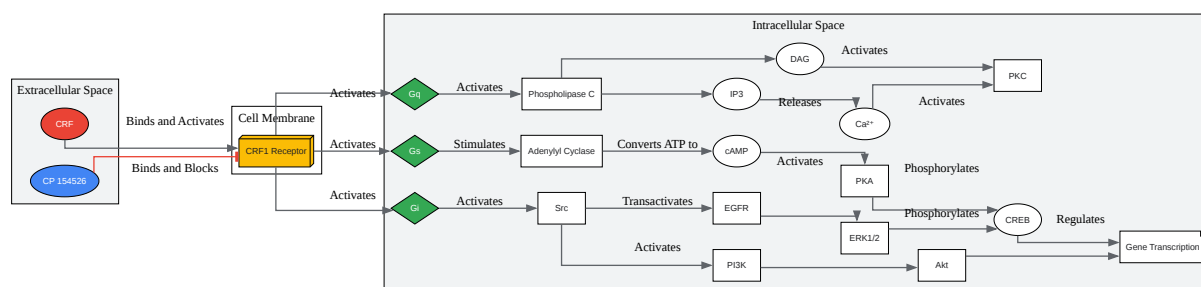 Intracellular Space
Extracellular Space
CRF
CP 154526
Binds and Activates
Binds and Blocks
Cell Membrane
CRF1 Receptor
Activates
Activates
Activates
Gq
Gs
Gi
Activates
Stimulates
Activates
Phospholipase C
Adenylyl Cyclase
Src
Converts ATP to
Transactivates
Activates
DAG
IP3
cAMP
EGFR
PI3K
Activates
Releases
Activates
Ca²⁺
PKA
ERK1/2
Akt
Activates
Phosphorylates
Phosphorylates
PKC
CREB
Regulates
Gene Transcription